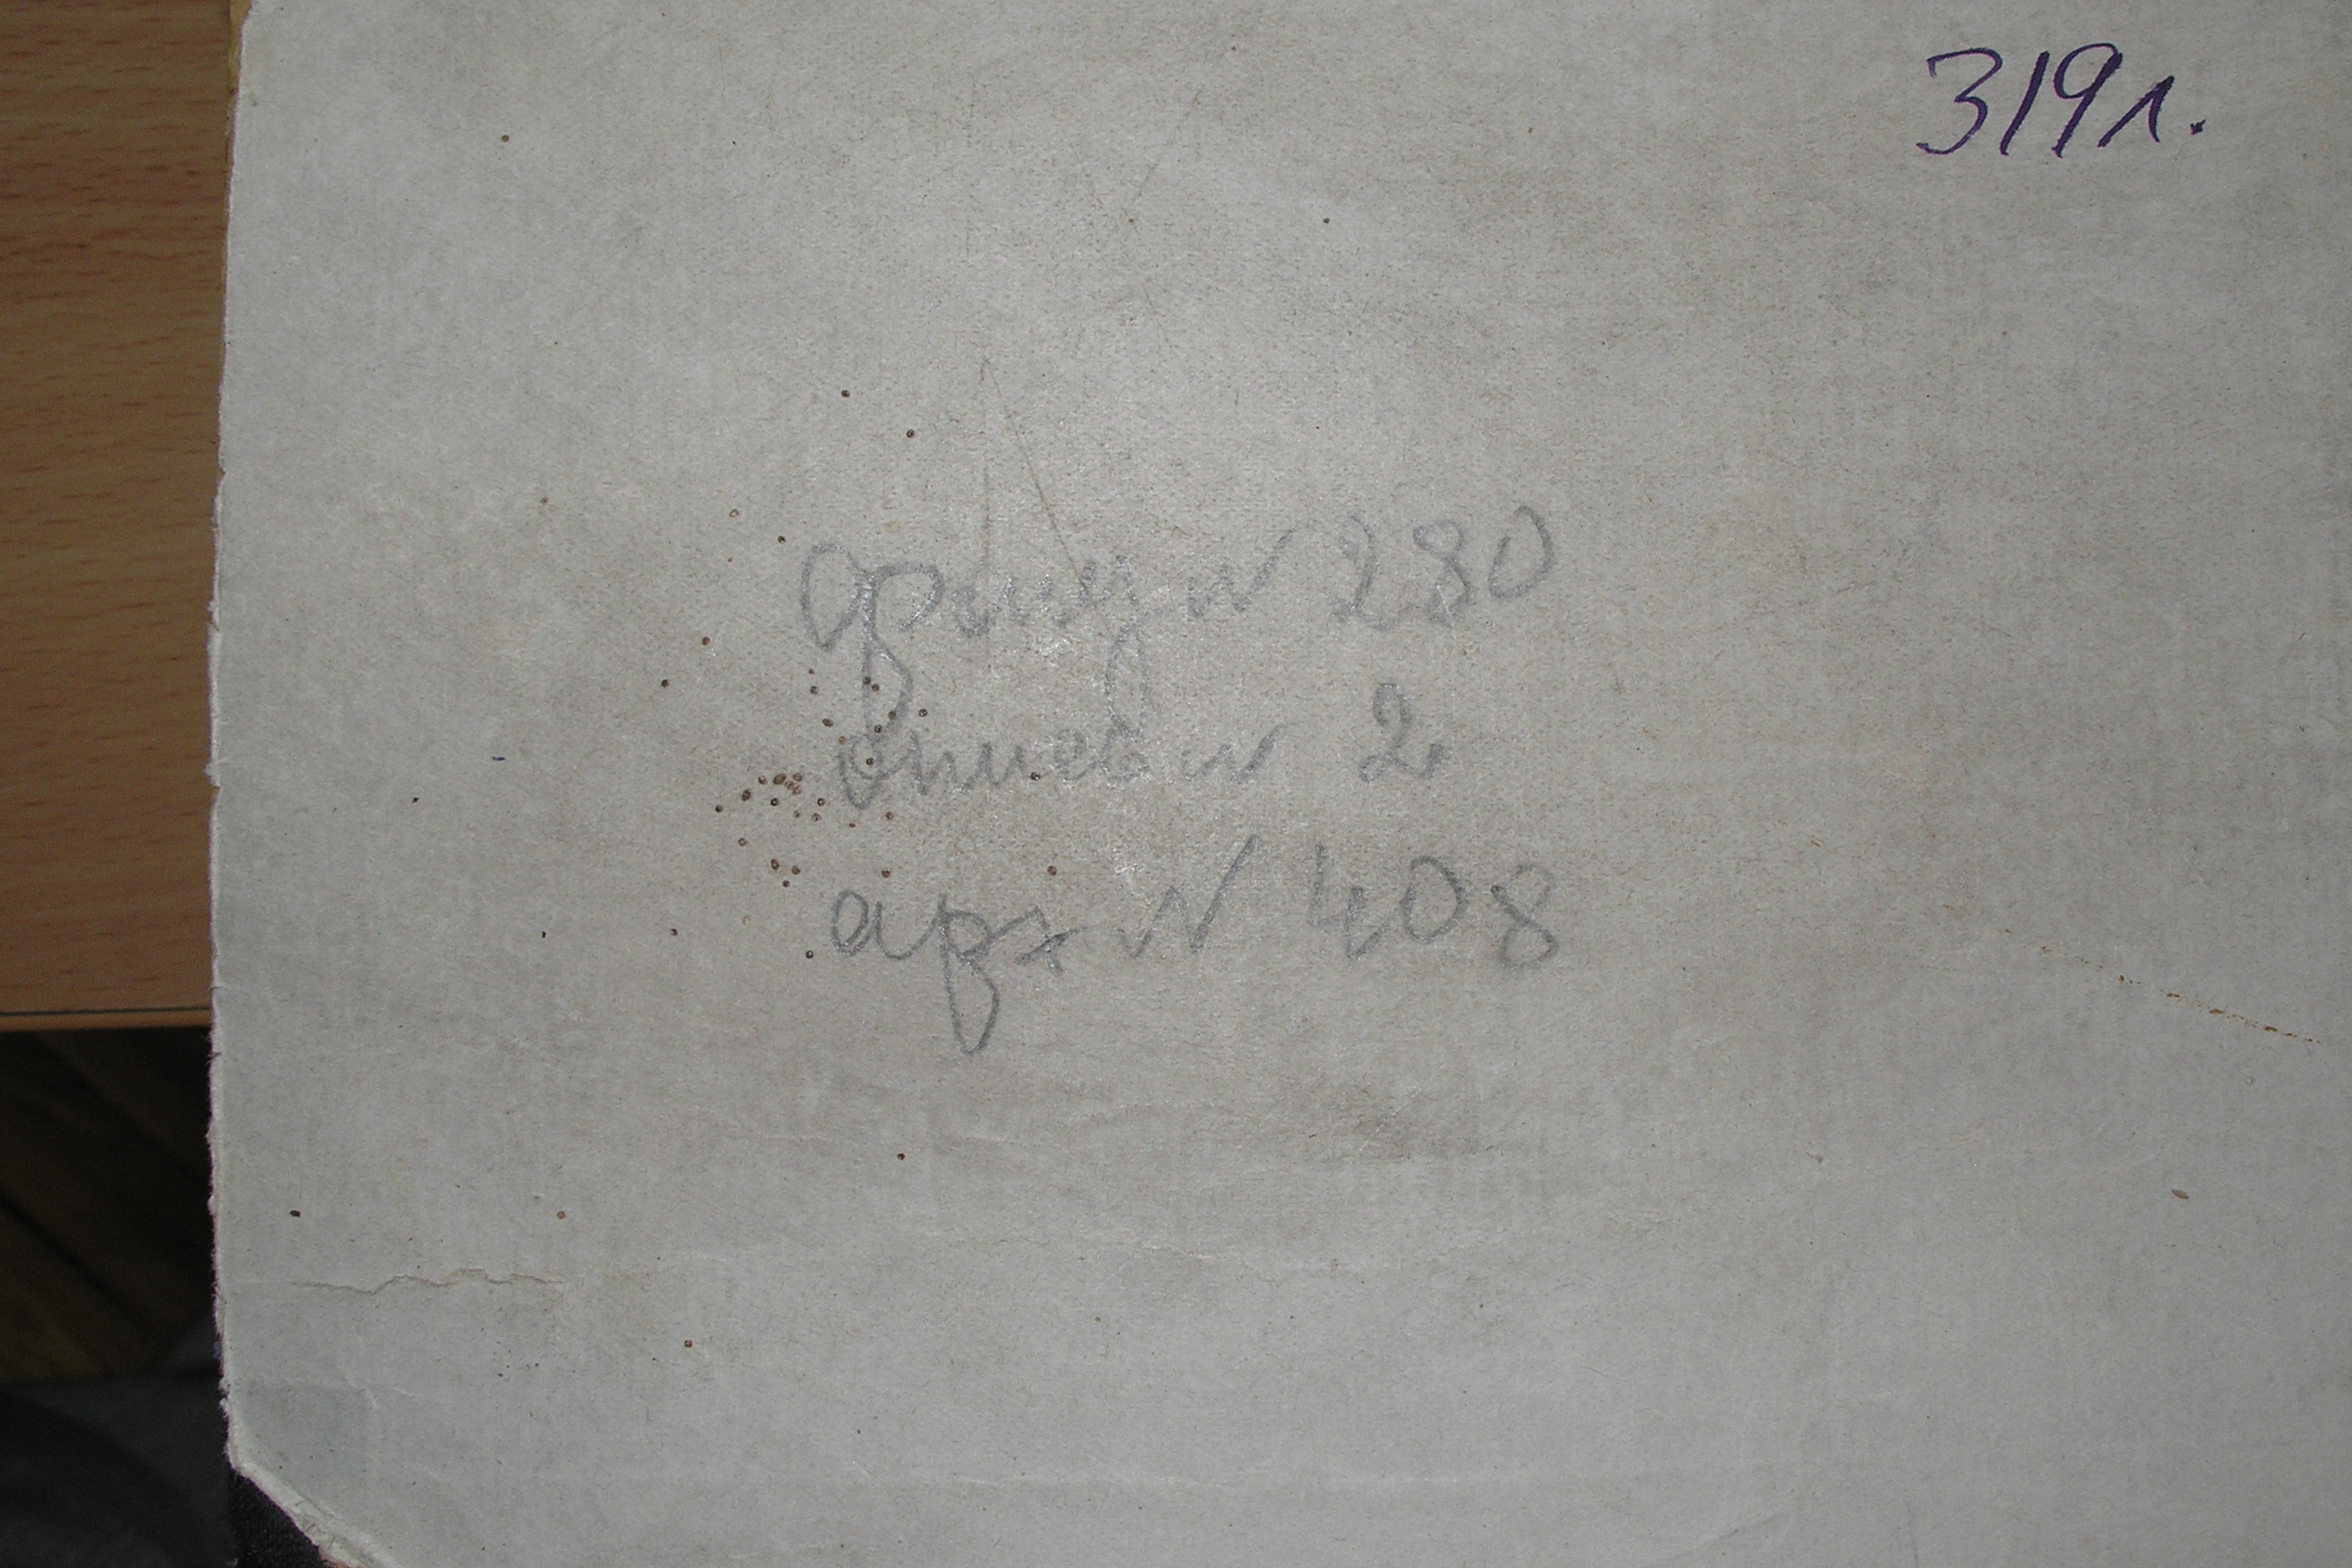 319л.
фонд № 280
опись № 2
арх № 408